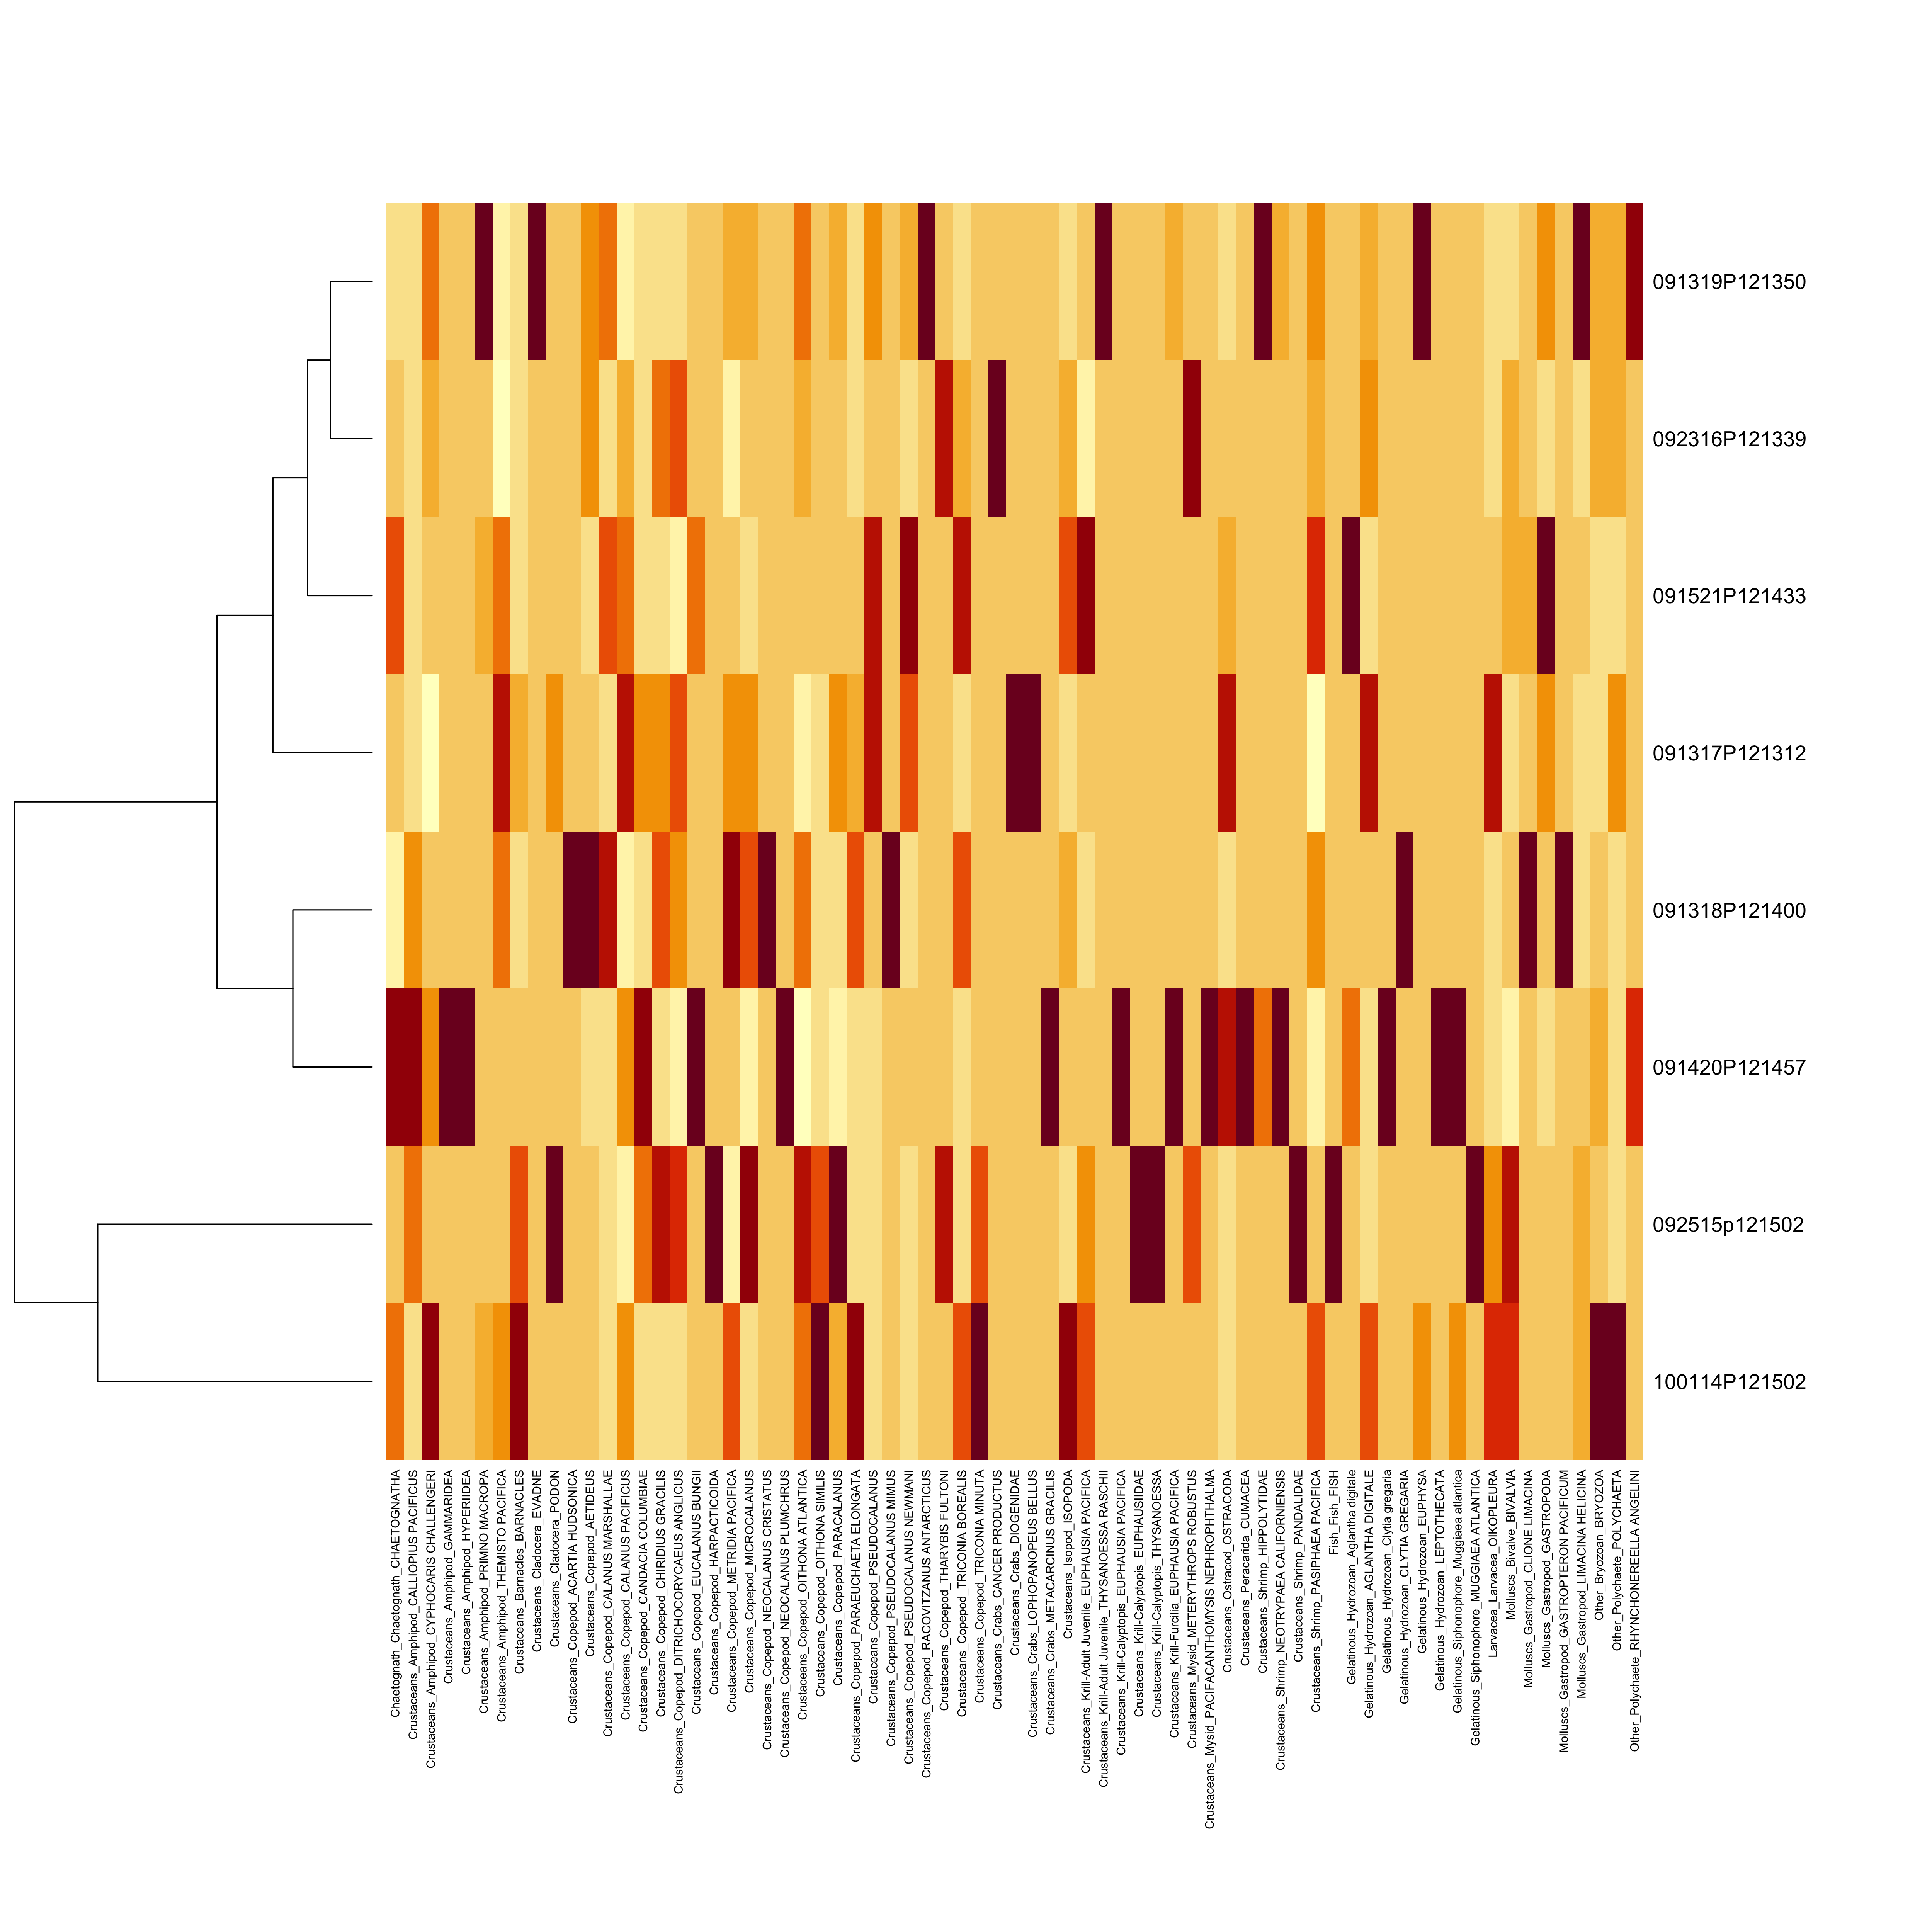 091319P121350
092316P121339
091521P121433
091317P121312
091318P121400
091420P121457
092515p121502
100114P121502
Chaetognath_Chaetognath_CHAETOGNATHA
Crustaceans_Amphipod_CALLIOPIUS PACIFICUS
Crustaceans_Amphipod_CYPHOCARIS CHALLENGERI
Crustaceans_Amphipod_GAMMARIDEA
Crustaceans_Amphipod_HYPERIIDEA
Crustaceans_Amphipod_PRIMNO MACROPA
Crustaceans_Amphipod_THEMISTO PACIFICA
Crustaceans_Barnacles_BARNACLES
Crustaceans_Cladocera_EVADNE
Crustaceans_Cladocera_PODON
Crustaceans_Copepod_ACARTIA HUDSONICA
Crustaceans_Copepod_AETIDEUS
Crustaceans_Copepod_CALANUS MARSHALLAE
Crustaceans_Copepod_CALANUS PACIFICUS
Crustaceans_Copepod_CANDACIA COLUMBIAE
Crustaceans_Copepod_CHIRIDIUS GRACILIS
Crustaceans_Copepod_DITRICHOCORYCAEUS ANGLICUS
Crustaceans_Copepod_EUCALANUS BUNGII
Crustaceans_Copepod_HARPACTICOIDA
Crustaceans_Copepod_METRIDIA PACIFICA
Crustaceans_Copepod_MICROCALANUS
Crustaceans_Copepod_NEOCALANUS CRISTATUS
Crustaceans_Copepod_NEOCALANUS PLUMCHRUS
Crustaceans_Copepod_OITHONA ATLANTICA
Crustaceans_Copepod_OITHONA SIMILIS
Crustaceans_Copepod_PARACALANUS
Crustaceans_Copepod_PARAEUCHAETA ELONGATA
Crustaceans_Copepod_PSEUDOCALANUS
Crustaceans_Copepod_PSEUDOCALANUS MIMUS
Crustaceans_Copepod_PSEUDOCALANUS NEWMANI
Crustaceans_Copepod_RACOVITZANUS ANTARCTICUS
Crustaceans_Copepod_THARYBIS FULTONI
Crustaceans_Copepod_TRICONIA BOREALIS
Crustaceans_Copepod_TRICONIA MINUTA
Crustaceans_Crabs_CANCER PRODUCTUS
Crustaceans_Crabs_DIOGENIDAE
Crustaceans_Crabs_LOPHOPANOPEUS BELLUS
Crustaceans_Crabs_METACARCINUS GRACILIS
Crustaceans_Isopod_ISOPODA
Crustaceans_Krill-Adult Juvenile_EUPHAUSIA PACIFICA
Crustaceans_Krill-Adult Juvenile_THYSANOESSA RASCHII
Crustaceans_Krill-Calyptopis_EUPHAUSIA PACIFICA
Crustaceans_Krill-Calyptopis_EUPHAUSIIDAE
Crustaceans_Krill-Calyptopis_THYSANOESSA
Crustaceans_Krill-Furcilia_EUPHAUSIA PACIFICA
Crustaceans_Mysid_METERYTHROPS ROBUSTUS
Crustaceans_Mysid_PACIFACANTHOMYSIS NEPHROPHTHALMA
Crustaceans_Ostracod_OSTRACODA
Crustaceans_Peracarida_CUMACEA
Crustaceans_Shrimp_HIPPOLYTIDAE
Crustaceans_Shrimp_NEOTRYPAEA CALIFORNIENSIS
Crustaceans_Shrimp_PANDALIDAE
Crustaceans_Shrimp_PASIPHAEA PACIFICA
Fish_Fish_FISH
Gelatinous_Hydrozoan_Aglantha digitale
Gelatinous_Hydrozoan_AGLANTHA DIGITALE
Gelatinous_Hydrozoan_Clytia gregaria
Gelatinous_Hydrozoan_CLYTIA GREGARIA
Gelatinous_Hydrozoan_EUPHYSA
Gelatinous_Hydrozoan_LEPTOTHECATA
Gelatinous_Siphonophore_Muggiaea atlantica
Gelatinous_Siphonophore_MUGGIAEA ATLANTICA
Larvacea_Larvacea_OIKOPLEURA
Molluscs_Bivalve_BIVALVIA
Molluscs_Gastropod_CLIONE LIMACINA
Molluscs_Gastropod_GASTROPODA
Molluscs_Gastropod_GASTROPTERON PACIFICUM
Molluscs_Gastropod_LIMACINA HELICINA
Other_Bryozoan_BRYOZOA
Other_Polychaete_POLYCHAETA
Other_Polychaete_RHYNCHONEREELLA ANGELINI